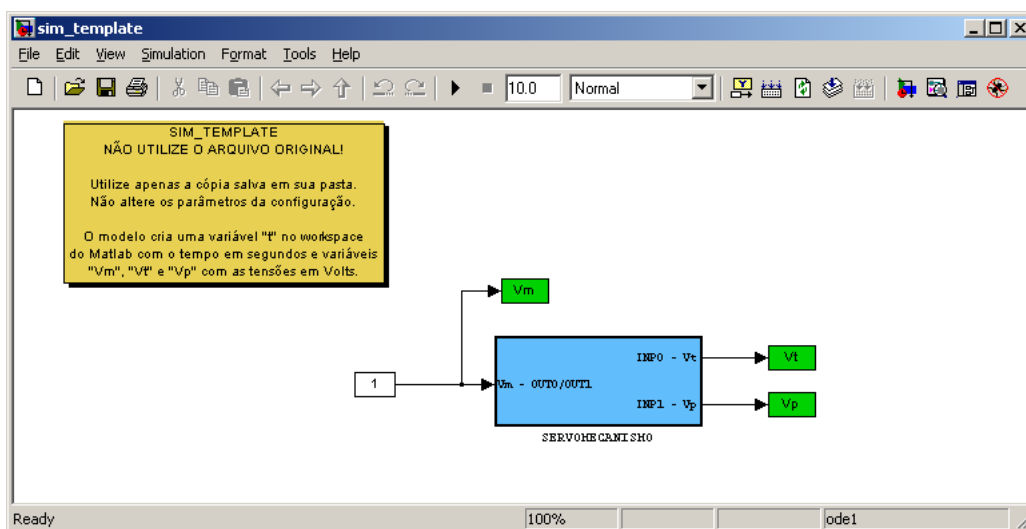 sim_template
File Edit View Simulation Format Tools Help
10.0 Normal
SIM_TEMPLATE
NÃO UTILIZE O ARQUIVO ORIGINAL!
Utilize apenas a cópia salva em sua pasta.
Não altere os parâmetros da configuração.
O modelo cria uma variável "t" no workspace
do Matlab com o tempo em segundos e variáveis
"Vm", "Vt" e "Vp" com as tensões em Volts.
Vm
INP0 - Vt
Vt
1
Vm - OUT0/OUT1
INP1 - Vp
Vp
SERVOMECANISMO
Ready 100% ode1